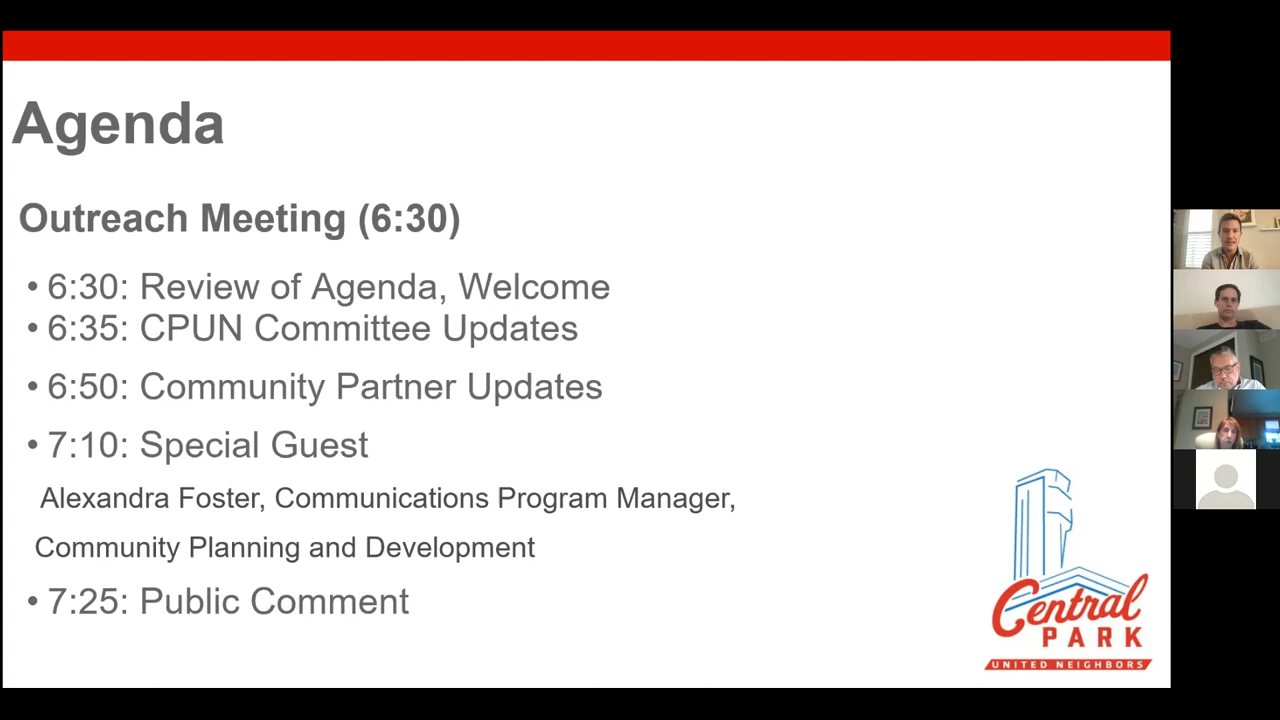 Agenda
Outreach Meeting (6:30)
• 6:30: Review of Agenda, Welcome
• 6:35: CPUN Committee Updates
• 6:50: Community Partner Updates
• 7:10: Special Guest
Alexandra Foster, Communications Program Manager,
Community Planning and Development
• 7:25: Public Comment
Central
PARK
UNITED NEIGHBORS